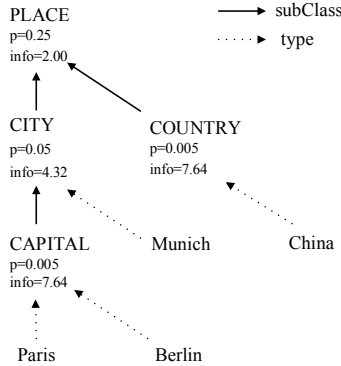 PLACE
p=0.25
info=2.00
subClass
type
CITY
p=0.05
info=4.32
COUNTRY
p=0.005
info=7.64
CAPITAL
p=0.005
info=7.64
Munich
China
Paris
Berlin